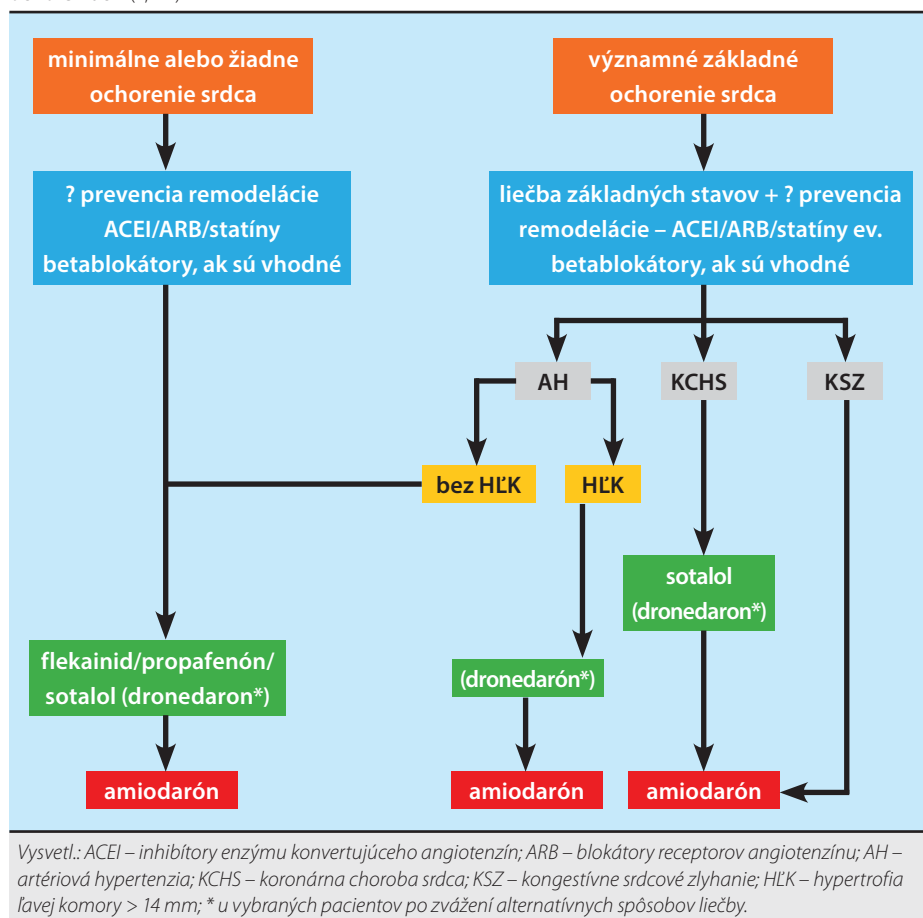 minimálne alebo žiadne
ochorenie srdca
významné základné
ochorenie srdca
? prevencia remodelácie
ACEI/ARB/statíny
betablokátory, ak sú vhodné
liečba základných stavov + ? prevencia
remodelácie – ACEI/ARB/statíny ev.
betablokátory, ak sú vhodné
AH
KCHS
KSZ
bez HĽK
HĽK
sotalol
(dronedaron*)
flekainid/propafenón/
sotalol (dronedaron*)
(dronedarón*)
amiodarón
amiodarón
amiodarón
Vysvetl.: ACEI – inhibítory enzýmu konvertujúceho angiotenzín; ARB – blokátory receptorov angiotenzínu; AH –
artériová hypertenzia; KCHS – koronárna choroba srdca; KSZ – kongestívne srdcové zlyhanie; HĽK – hypertrofia
ľavej komory > 14 mm; * u vybraných pacientov po zvážení alternatívnych spôsobov liečby.